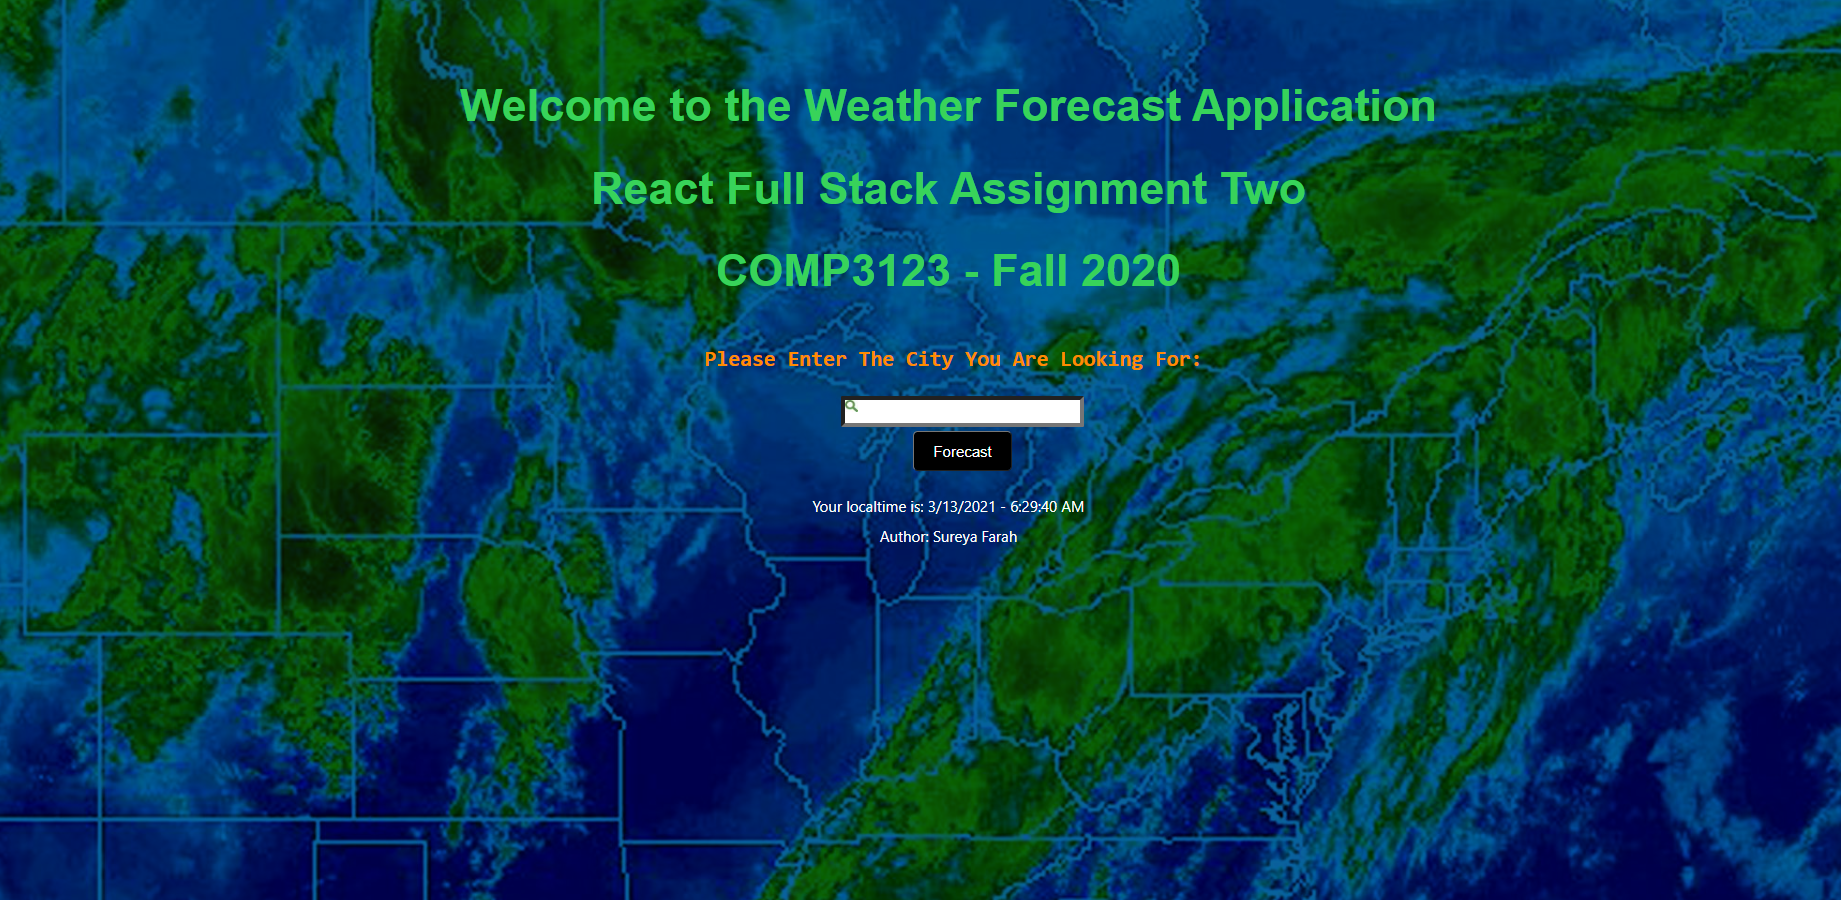 Welcome to the Weather Forecast Application
React Full Stack Assignment Two
COMP3123 - Fall 2020
Please Enter The City You Are Looking For:
Forecast
Your localtime is: 3/13/2021 - 6:29:40 AM
Author: Sureya Farah